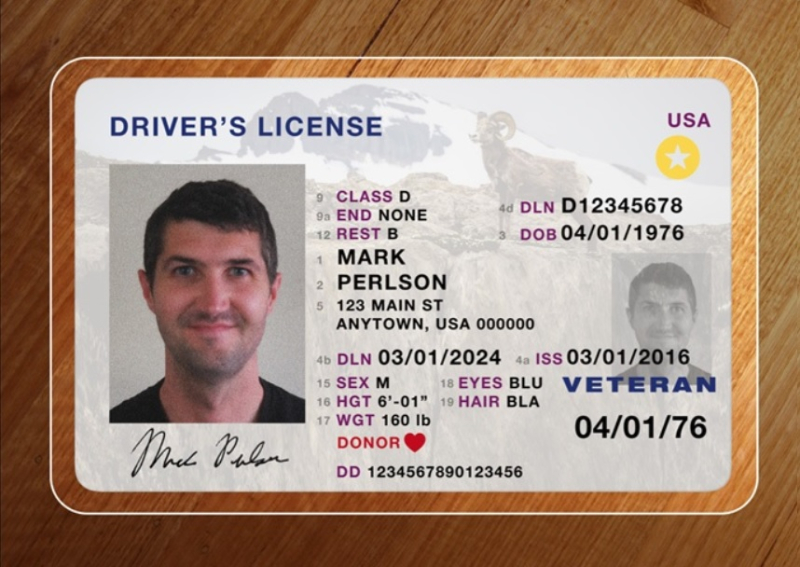 DRIVER'S LICENSE
USA
9 CLASS D
9a END NONE
4d DLN D12345678
12 REST B
3 DOB 04/01/1976
1 MARK
2 PERLSON
5 123 MAIN ST
ANYTOWN, USA 000000
4b DLN 03/01/2024 4a ISS 03/01/2016
15 SEX M 18 EYES BLU
VETERAN
16 HGT 6'-01" 19 HAIR BLA
17 WGT 160 lb
04/01/76
DONOR
Mark Perlson
DD 1234567890123456